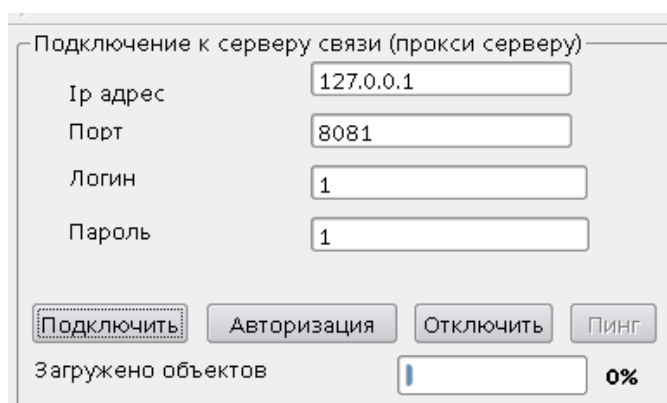 Подключение к серверу связи (прокси серверу)
Ip адрес 127.0.0.1
Порт 8081
Логин 1
Пароль 1
Подключить Авторизация Отключить Пинг
Загружено объектов 0%